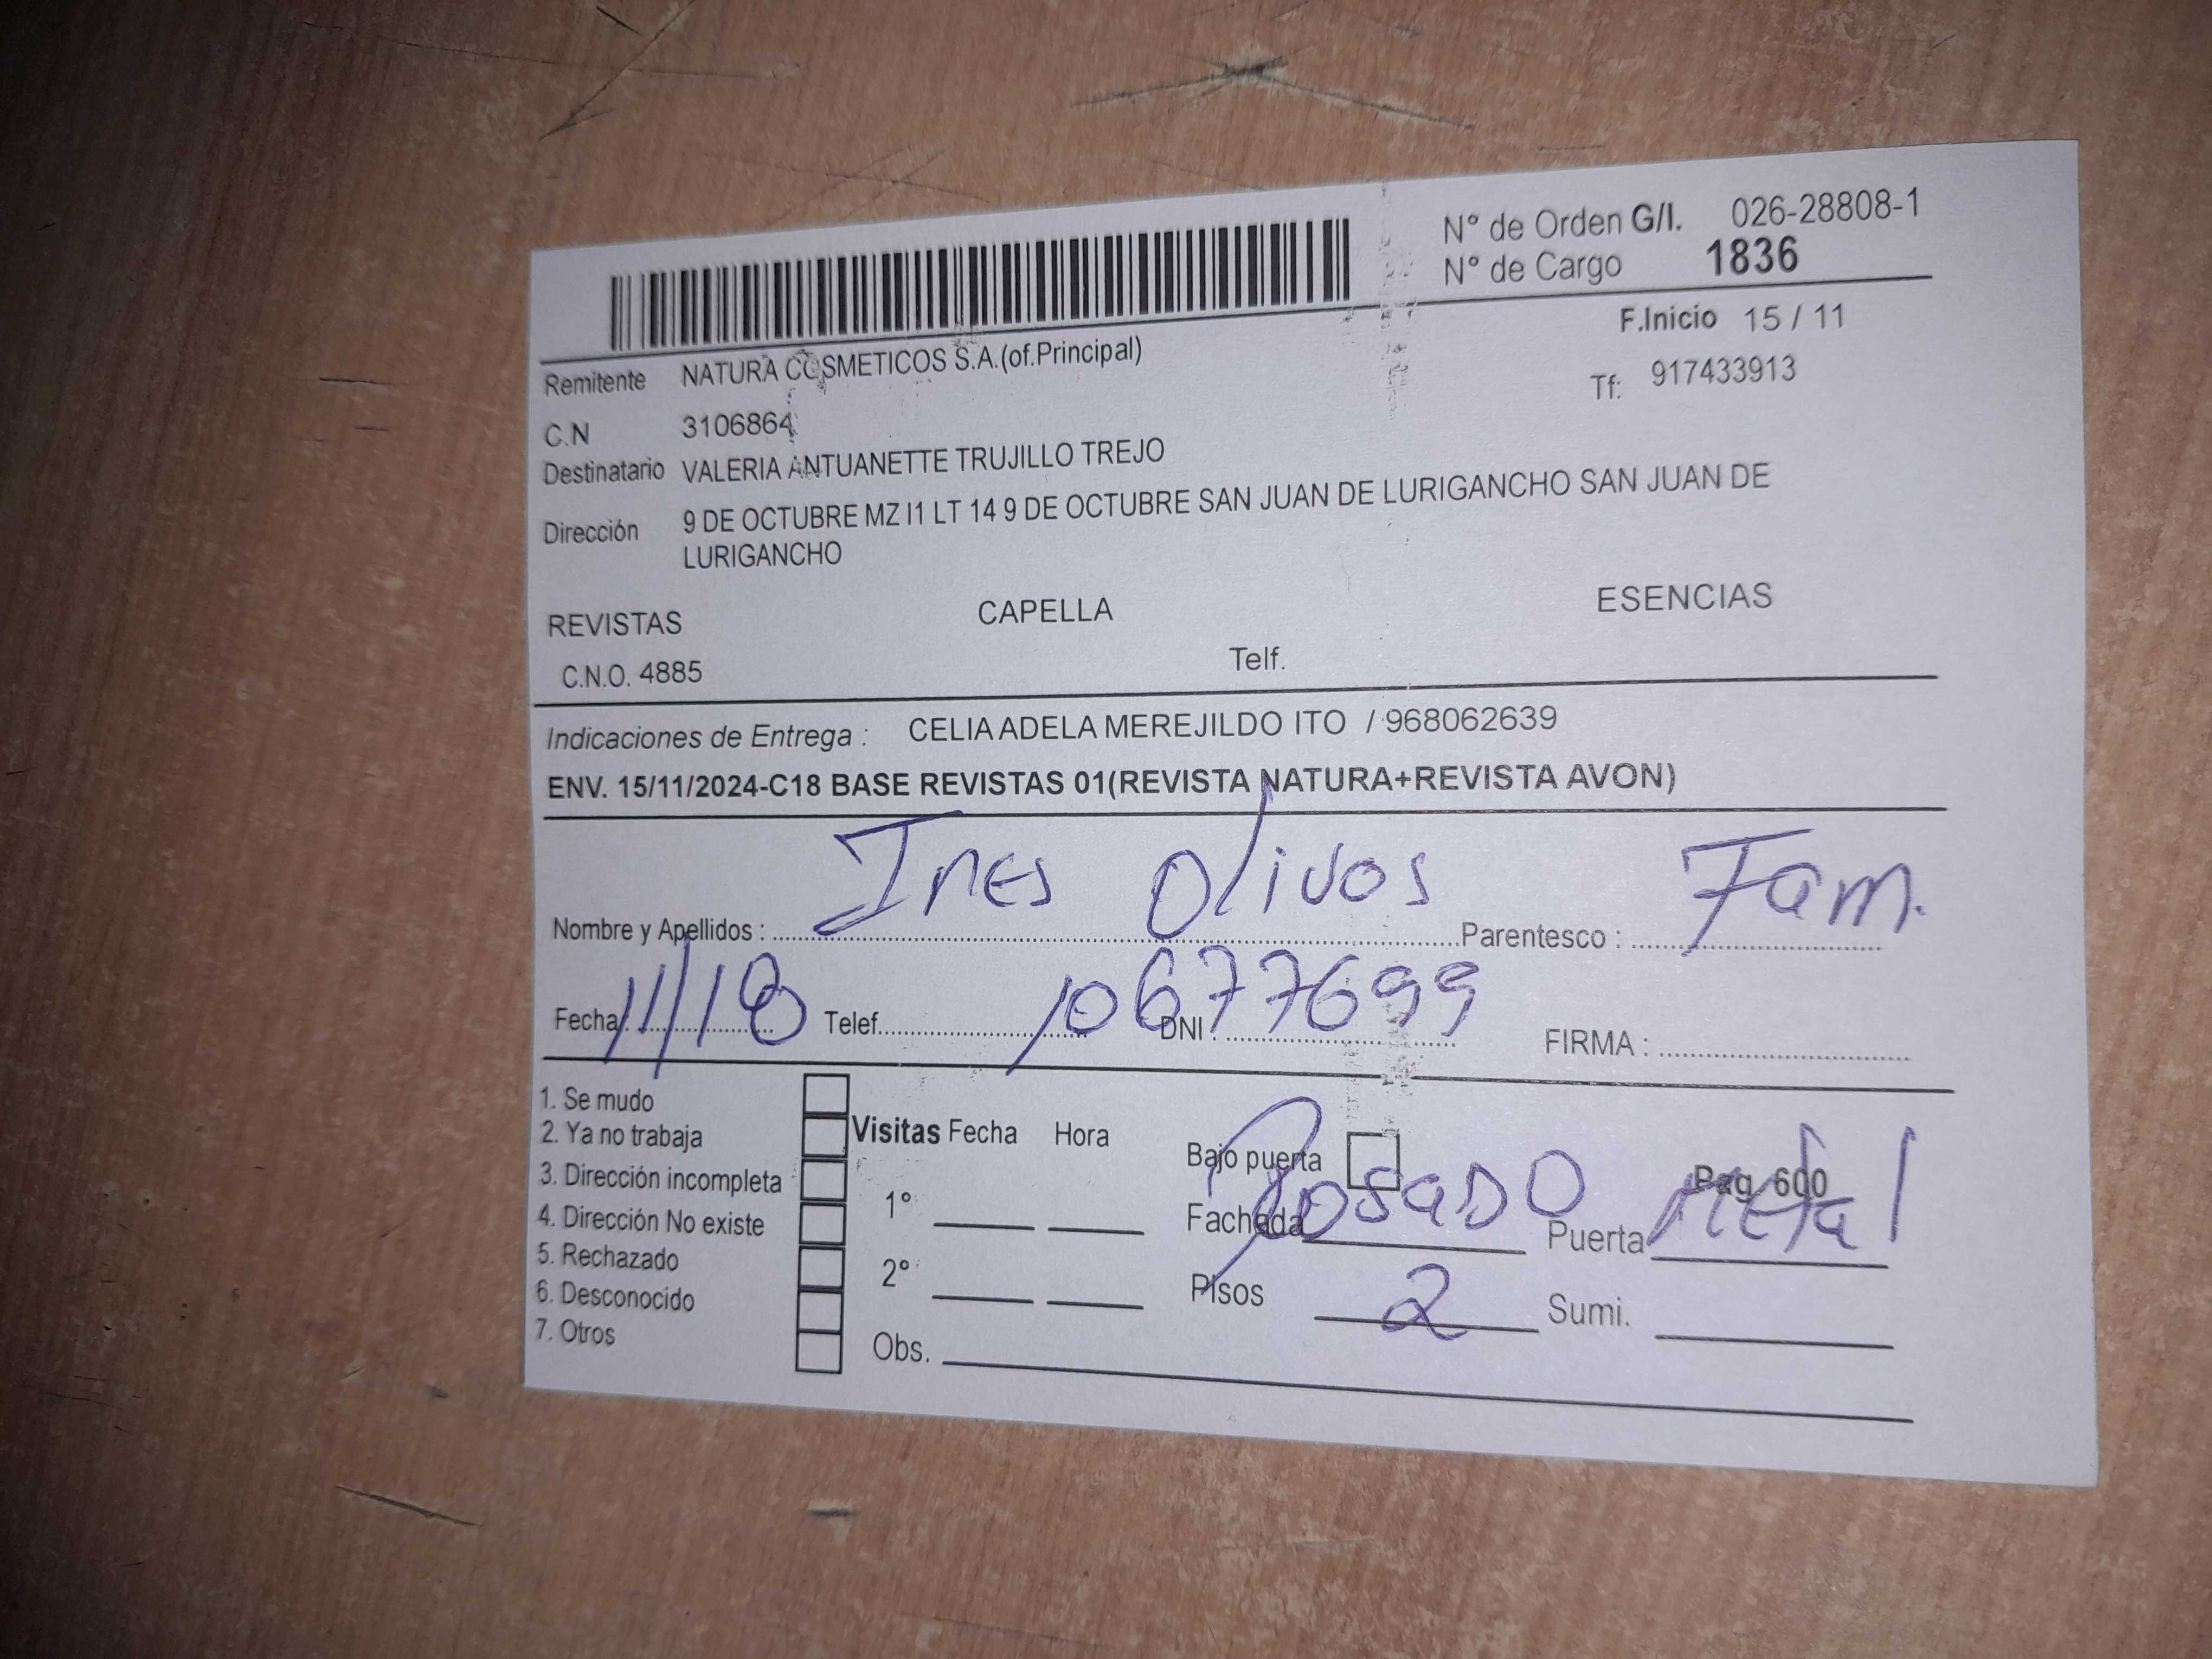 N° de Orden G/I. 026-28808-1
N° de Cargo 1836
F.Inicio 15 / 11
Remitente NATURA COSMETICOS S.A.(of.Principal)
Tf: 917433913
C.N 3106864
Destinatario VALERIA ANTUANETTE TRUJILLO TREJO
Dirección 9 DE OCTUBRE MZ I1 LT 14 9 DE OCTUBRE SAN JUAN DE LURIGANCHO SAN JUAN DE
LURIGANCHO
REVISTAS CAPELLA ESENCIAS
C.N.O. 4885 Telf.
Indicaciones de Entrega : CELIA ADELA MEREJILDO ITO / 968062639
ENV. 15/11/2024-C18 BASE REVISTAS 01(REVISTA NATURA+REVISTA AVON)
Nombre y Apellidos : Ines Olivos Parentesco : Fam.
Fecha: 11/18 Telef. DNI : 10677699 FIRMA :
1. Se mudo
2. Ya no trabaja
3. Dirección incompleta
4. Dirección No existe
5. Rechazado
6. Desconocido
7. Otros
Visitas Fecha Hora
1°
2°
Obs.
Bajo puerta Pag 600
Fachada Rosado Puerta metal
Pisos 2 Sumi.